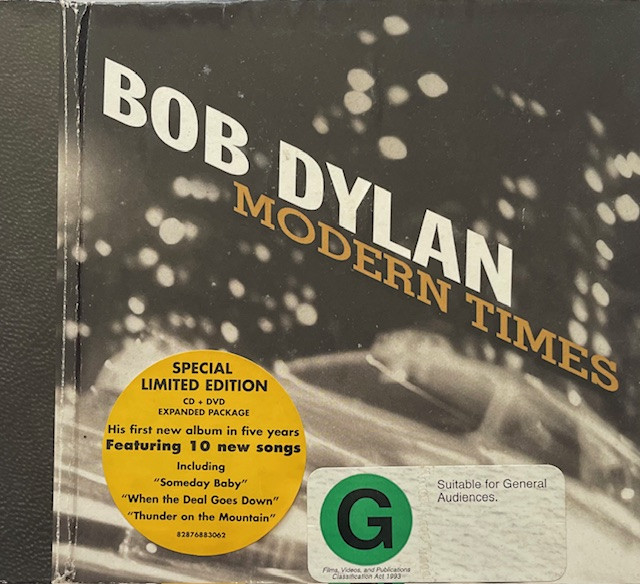 BOB DYLAN
MODERN TIMES
SPECIAL
LIMITED EDITION
CD + DVD
EXPANDED PACKAGE
His first new album in five years
Featuring 10 new songs
Including
"Someday Baby"
"When the Deal Goes Down"
"Thunder on the Mountain"
82876883062
G
Films, Videos, and Publications
Classification Act 1993
Suitable for General
Audiences.